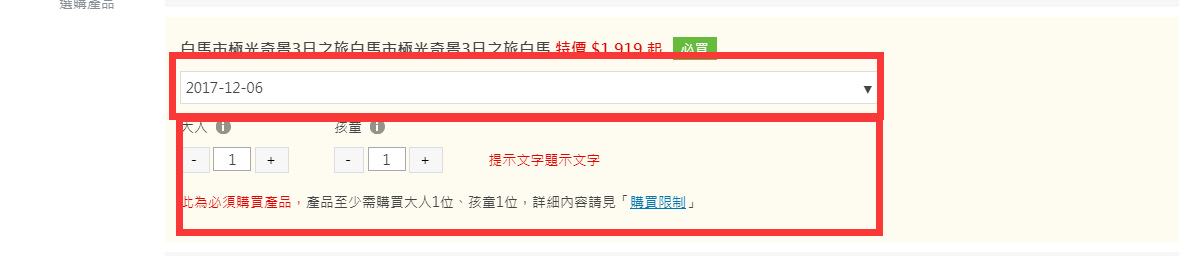 選購產品
白馬市極光奇景3日之旅白馬市極光奇景3日之旅白馬 特價 $1,919 起 必買
2017-12-06 ▼
大人 i 孩童 i
- 1 + - 1 + 提示文字題示文字
此為必須購買產品，產品至少需購買大人1位、孩童1位，詳細內容請見「購買限制」